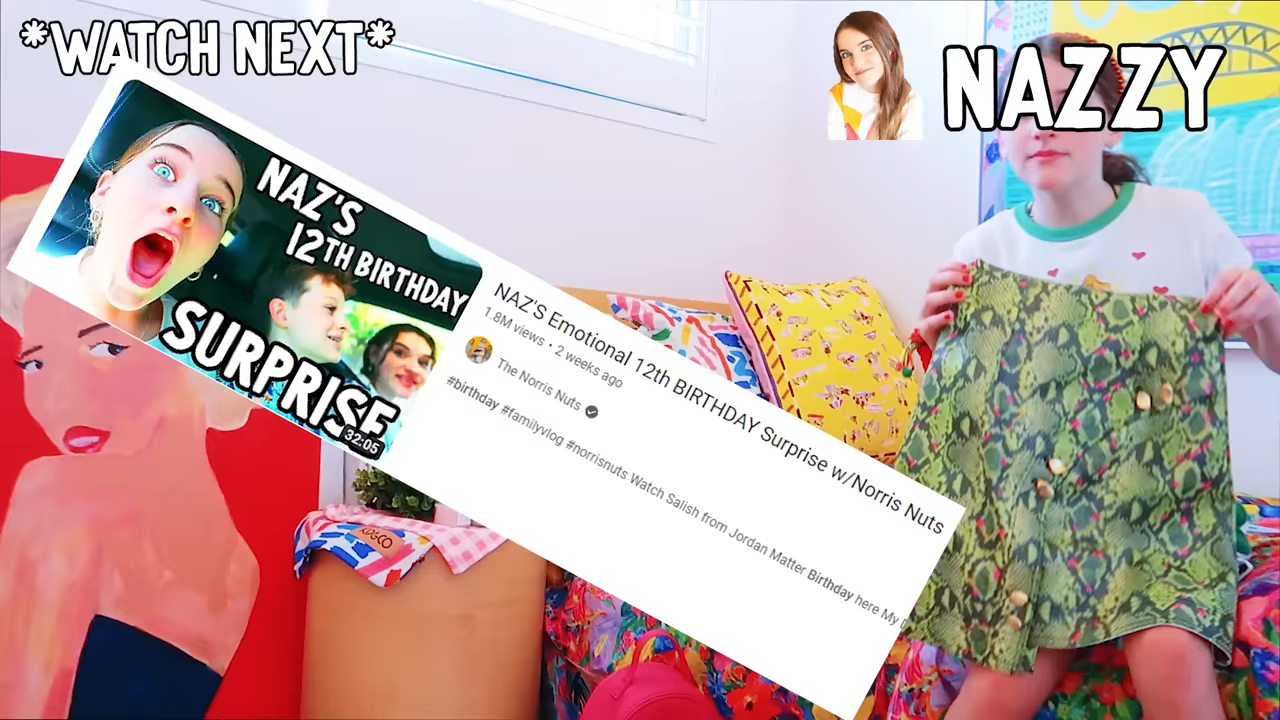 *WATCH NEXT*
NAZZY
NAZ'S
12TH BIRTHDAY
SURPRISE
32:05
NAZ'S Emotional 12th BIRTHDAY Surprise w/Norris Nuts
1.8M views • 2 weeks ago
The Norris Nuts
#birthday #familyvlog #norrisnuts Watch Salish from Jordan Matter Birthday here My